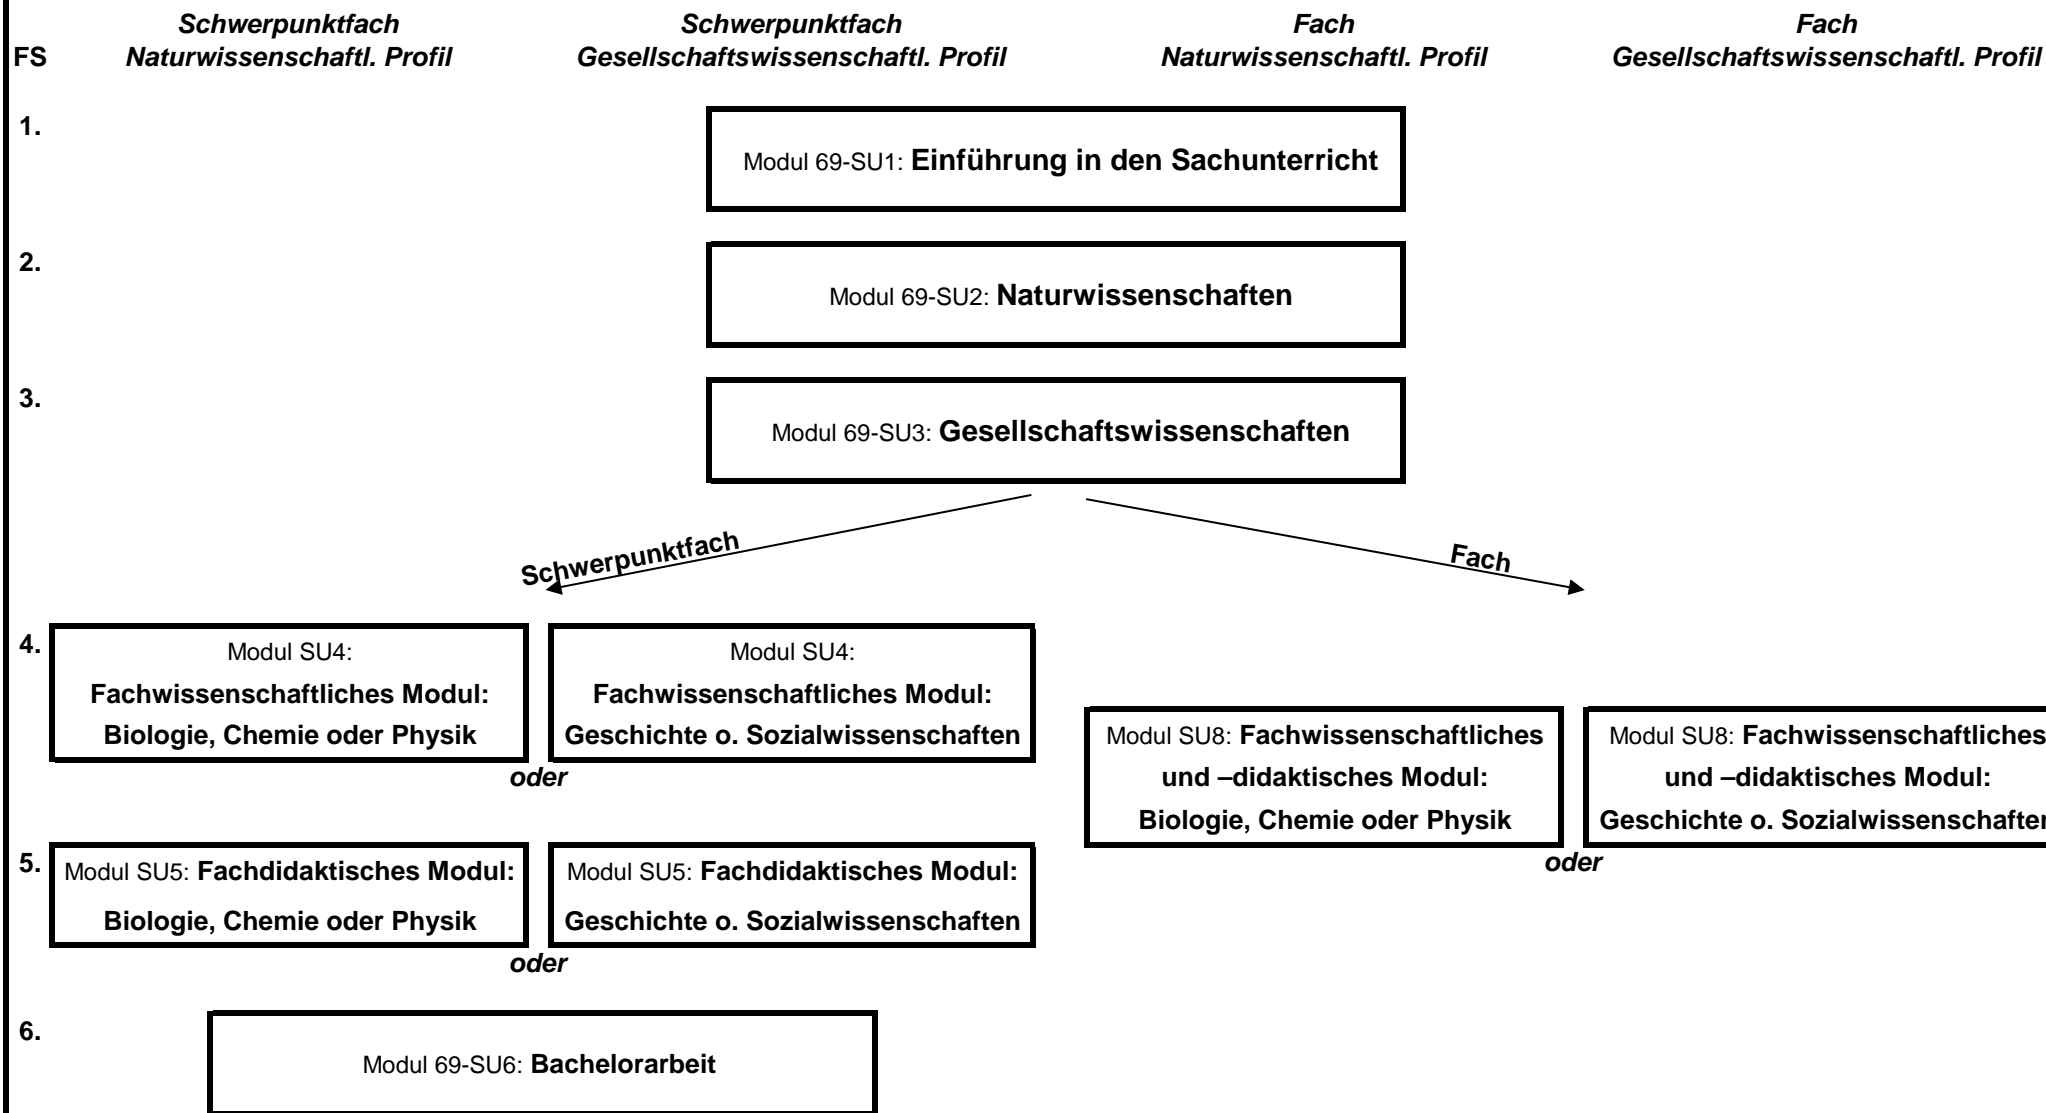 Schwerpunktfach
Naturwissenschaftl. Profil
Schwerpunktfach
Gesellschaftswissenschaftl. Profil
Fach
Naturwissenschaftl. Profil
Fach
Gesellschaftswissenschaftl. Profil
FS
1.
Modul 69-SU1: Einführung in den Sachunterricht
2.
Modul 69-SU2: Naturwissenschaften
3.
Modul 69-SU3: Gesellschaftswissenschaften
Schwerpunktfach
Fach
4.
Modul SU4:
Fachwissenschaftliches Modul:
Biologie, Chemie oder Physik
oder
Modul SU4:
Fachwissenschaftliches Modul:
Geschichte o. Sozialwissenschaften
Modul SU8: Fachwissenschaftliches
und –didaktisches Modul:
Biologie, Chemie oder Physik
oder
Modul SU8: Fachwissenschaftliches
und –didaktisches Modul:
Geschichte o. Sozialwissenschaften
5.
Modul SU5: Fachdidaktisches Modul:
Biologie, Chemie oder Physik
oder
Modul SU5: Fachdidaktisches Modul:
Geschichte o. Sozialwissenschaften
6.
Modul 69-SU6: Bachelorarbeit